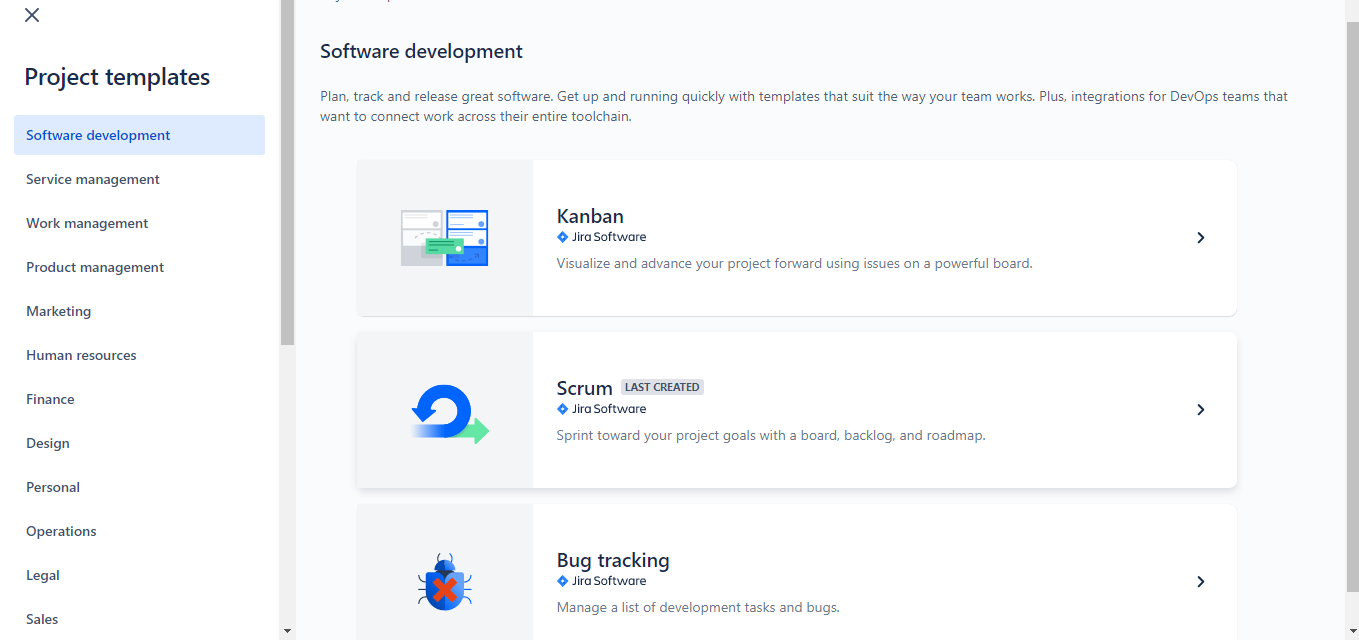 Project templates
Software development
Service management
Work management
Product management
Marketing
Human resources
Finance
Design
Personal
Operations
Legal
Sales
Software development
Plan, track and release great software. Get up and running quickly with templates that suit the way your team works. Plus, integrations for DevOps teams that
want to connect work across their entire toolchain.
Kanban
Jira Software
Visualize and advance your project forward using issues on a powerful board.
Scrum LAST CREATED
Jira Software
Sprint toward your project goals with a board, backlog, and roadmap.
Bug tracking
Jira Software
Manage a list of development tasks and bugs.